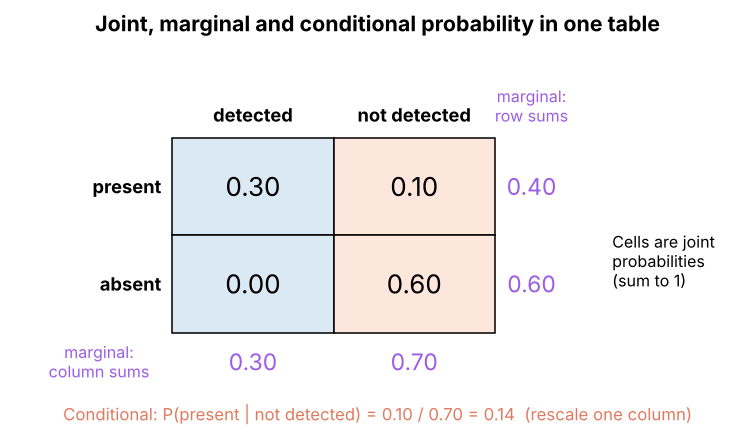 Joint, marginal and conditional probability in one table
marginal:
row sums
detected not detected
present 0.30 0.10 0.40
absent 0.00 0.60 0.60
Cells are joint
probabilities
(sum to 1)
marginal:
column sums
0.30 0.70
Conditional: P(present | not detected) = 0.10 / 0.70 = 0.14 (rescale one column)